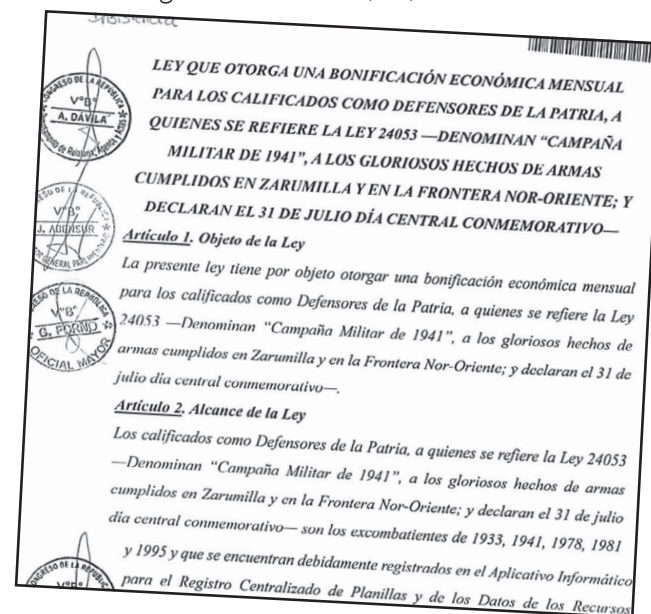 LEY QUE OTORGA UNA BONIFICACIÓN ECONÓMICA MENSUAL
PARA LOS CALIFICADOS COMO DEFENSORES DE LA PATRIA, A
QUIENES SE REFIERE LA LEY 24053 —DENOMINAN “CAMPAÑA
MILITAR DE 1941”, A LOS GLORIOSOS HECHOS DE ARMAS
CUMPLIDOS EN ZARUMILLA Y EN LA FRONTERA NOR-ORIENTE; Y
DECLARAN EL 31 DE JULIO DÍA CENTRAL CONMEMORATIVO—
Artículo 1. Objeto de la Ley
La presente ley tiene por objeto otorgar una bonificación económica mensual
para los calificados como Defensores de la Patria, a quienes se refiere la Ley
24053 —Denominan “Campaña Militar de 1941”, a los gloriosos hechos de
armas cumplidos en Zarumilla y en la Frontera Nor-Oriente; y declaran el 31 de
julio día central conmemorativo—.
Artículo 2. Alcance de la Ley
Los calificados como Defensores de la Patria, a quienes se refiere la Ley 24053
—Denominan “Campaña Militar de 1941”, a los gloriosos hechos de armas
cumplidos en Zarumilla y en la Frontera Nor-Oriente; y declaran el 31 de julio
día central conmemorativo— son los excombatientes de 1933, 1941, 1978, 1981
y 1995 y que se encuentran debidamente registrados en el Aplicativo Informático
para el Registro Centralizado de Planillas y de los Datos de los Recursos
CONGRESO DE LA REPÚBLICA
V°B°
A. DÁVILA
V°B°
V°B°
G. FORNO
OFICIAL MAYOR
CONGRESO DE LA